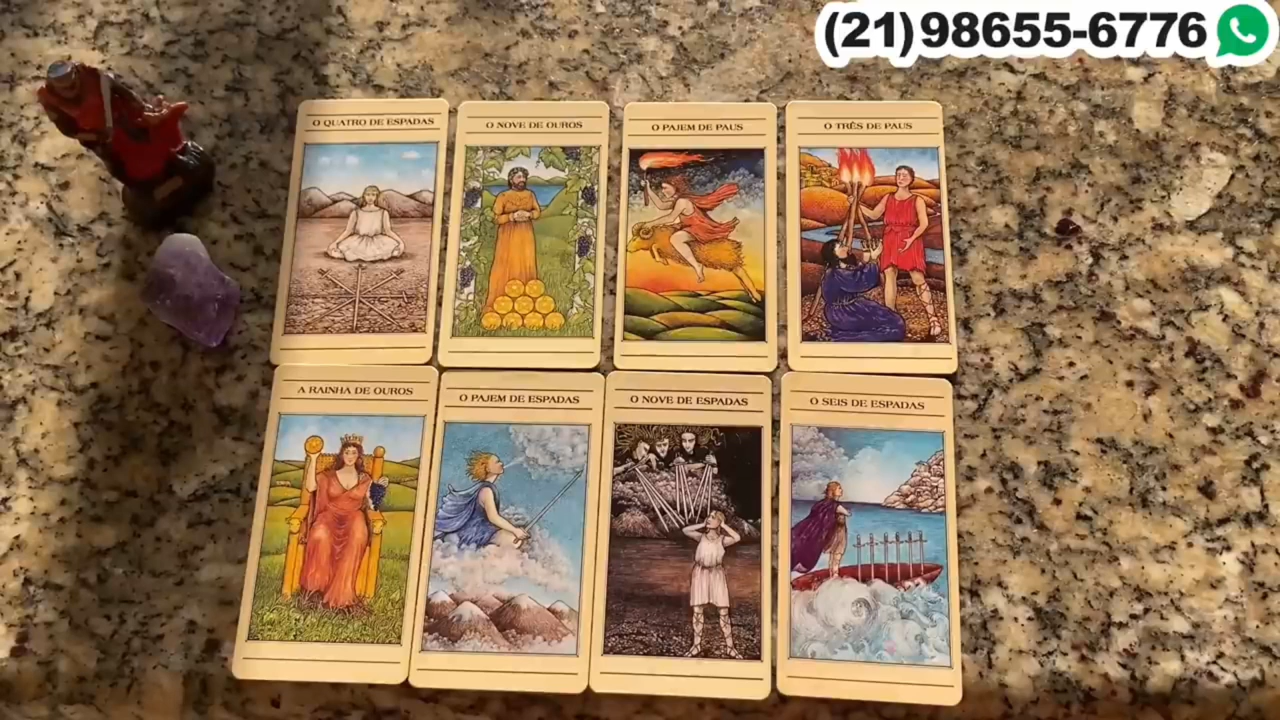 (21)98655-6776
O QUATRO DE ESPADAS
O NOVE DE OUROS
O PAJEM DE PAUS
O TRÊS DE PAUS
A RAINHA DE OUROS
O PAJEM DE ESPADAS
O NOVE DE ESPADAS
O SEIS DE ESPADAS